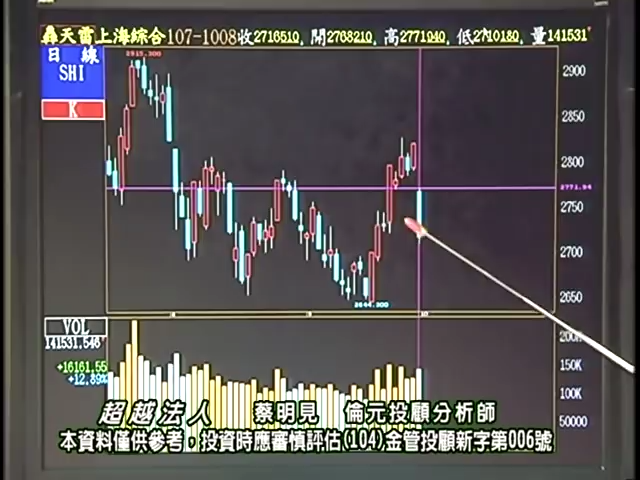 轟天雷上海綜合107-1008收2716510, 開2768210, 高2771940, 低2710180, 量141531
日線
SHI
K
2915.300
2900
2850
2800
2771.94
2750
2700
2650
2644.300
8
9
10
VOL
141531.548
+16161.55
+12.89%
200K
150K
100K
50000
超越法人 蔡明見 倫元投顧分析師
本資料僅供參考，投資時應審慎評估(104)金管投顧新字第006號